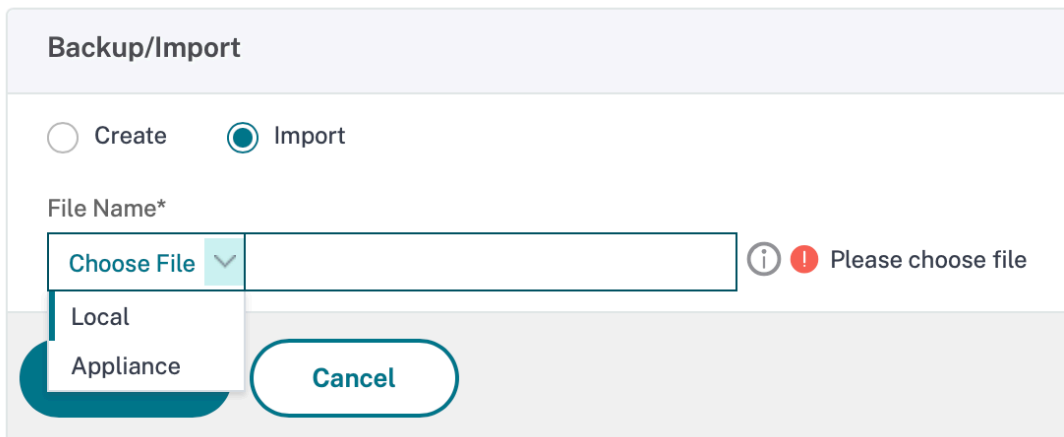 Backup/Import
Create Import
File Name*
Choose File Please choose file
Local
Appliance
Cancel